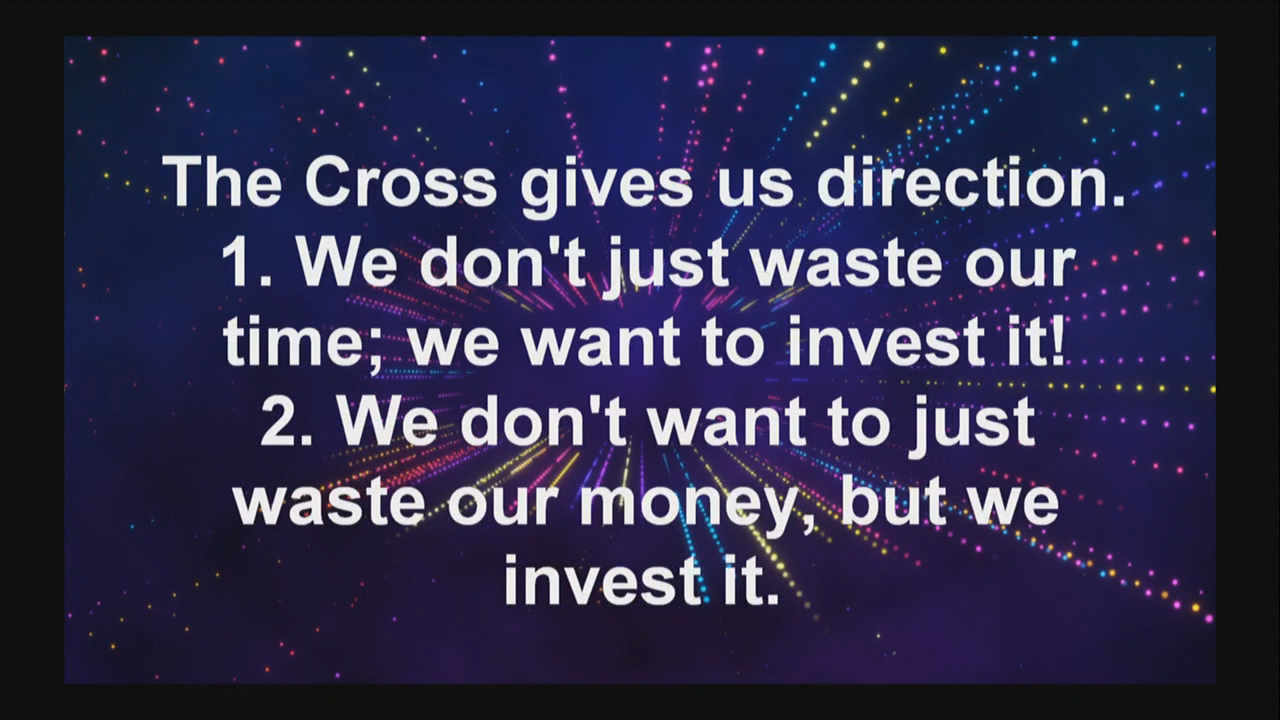 The Cross gives us direction.
1. We don't just waste our
time; we want to invest it!
2. We don't want to just
waste our money, but we
invest it.